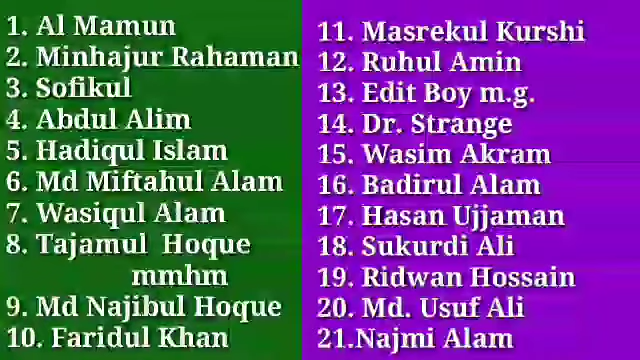 1. Al Mamun
2. Minhajur Rahaman
3. Sofikul
4. Abdul Alim
5. Hadiqul Islam
6. Md Miftahul Alam
7. Wasiqul Alam
8. Tajamul Hoque
mmhm
9. Md Najibul Hoque
10. Faridul Khan
11. Masrekul Kurshi
12. Ruhul Amin
13. Edit Boy m.g.
14. Dr. Strange
15. Wasim Akram
16. Badirul Alam
17. Hasan Ujjaman
18. Sukurdi Ali
19. Ridwan Hossain
20. Md. Usuf Ali
21.Najmi Alam